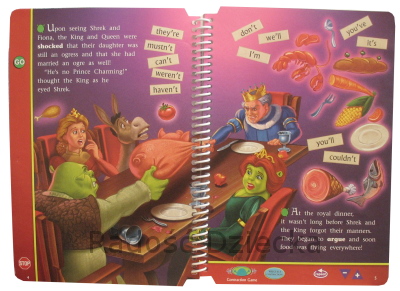 Upon seeing Shrek and
Fiona, the King and Queen were
shocked that their daughter was
still an ogress and that she had
married an ogre as well!
"He's no Prince Charming!"
thought the King as he
eyed Shrek.
GO
they're
mustn't
can't
weren't
haven't
STOP
4
don't
we'll
I'm
you've
it's
you'll
couldn't
At the royal dinner,
it wasn't long before Shrek and
the King forgot their manners.
They began to argue and soon
food was flying everywhere!
Contraction Game
5